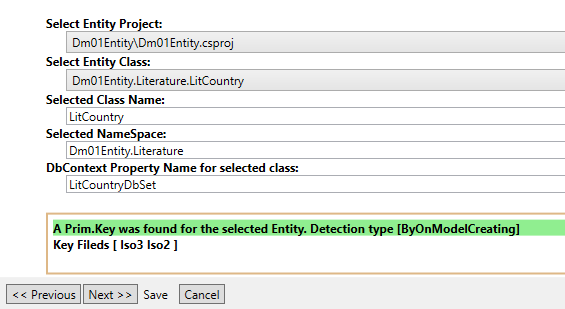 Select Entity Project:
Dm01Entity\Dm01Entity.csproj
Select Entity Class:
Dm01Entity.Literature.LitCountry
Selected Class Name:
LitCountry
Selected NameSpace:
Dm01Entity.Literature
DbContext Property Name for selected class:
LitCountryDbSet
A Prim.Key was found for the selected Entity. Detection type [ByOnModelCreating]
Key Fileds [ Iso3 Iso2 ]
<< Previous Next >> Save Cancel